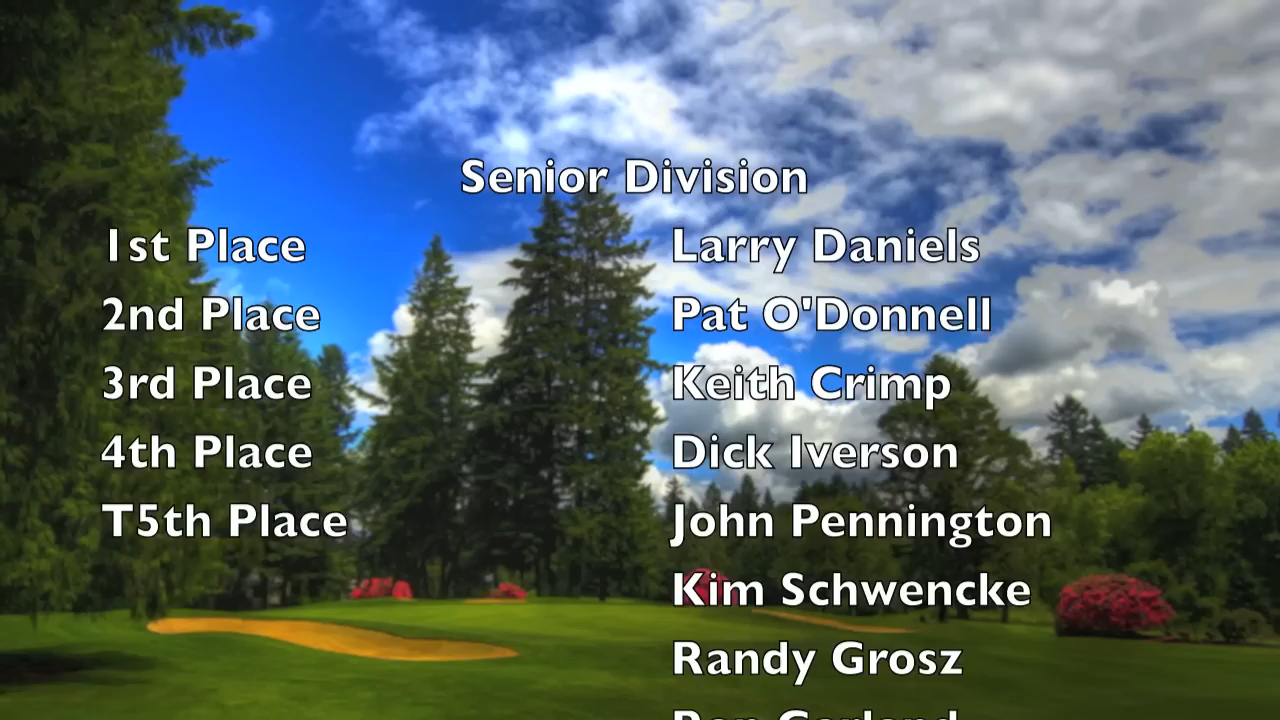 Senior Division
1st Place Larry Daniels
2nd Place Pat O'Donnell
3rd Place Keith Crimp
4th Place Dick Iverson
T5th Place John Pennington
Kim Schwencke
Randy Grosz